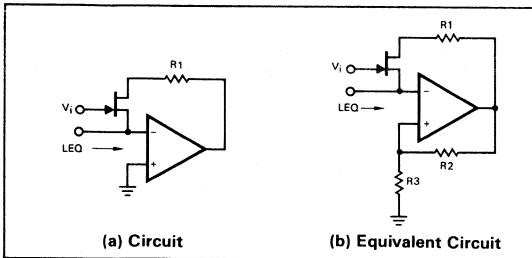 R1
Vi
LEQ
−
+
(a) Circuit
R1
Vi
LEQ
−
+
R2
R3
(b) Equivalent Circuit